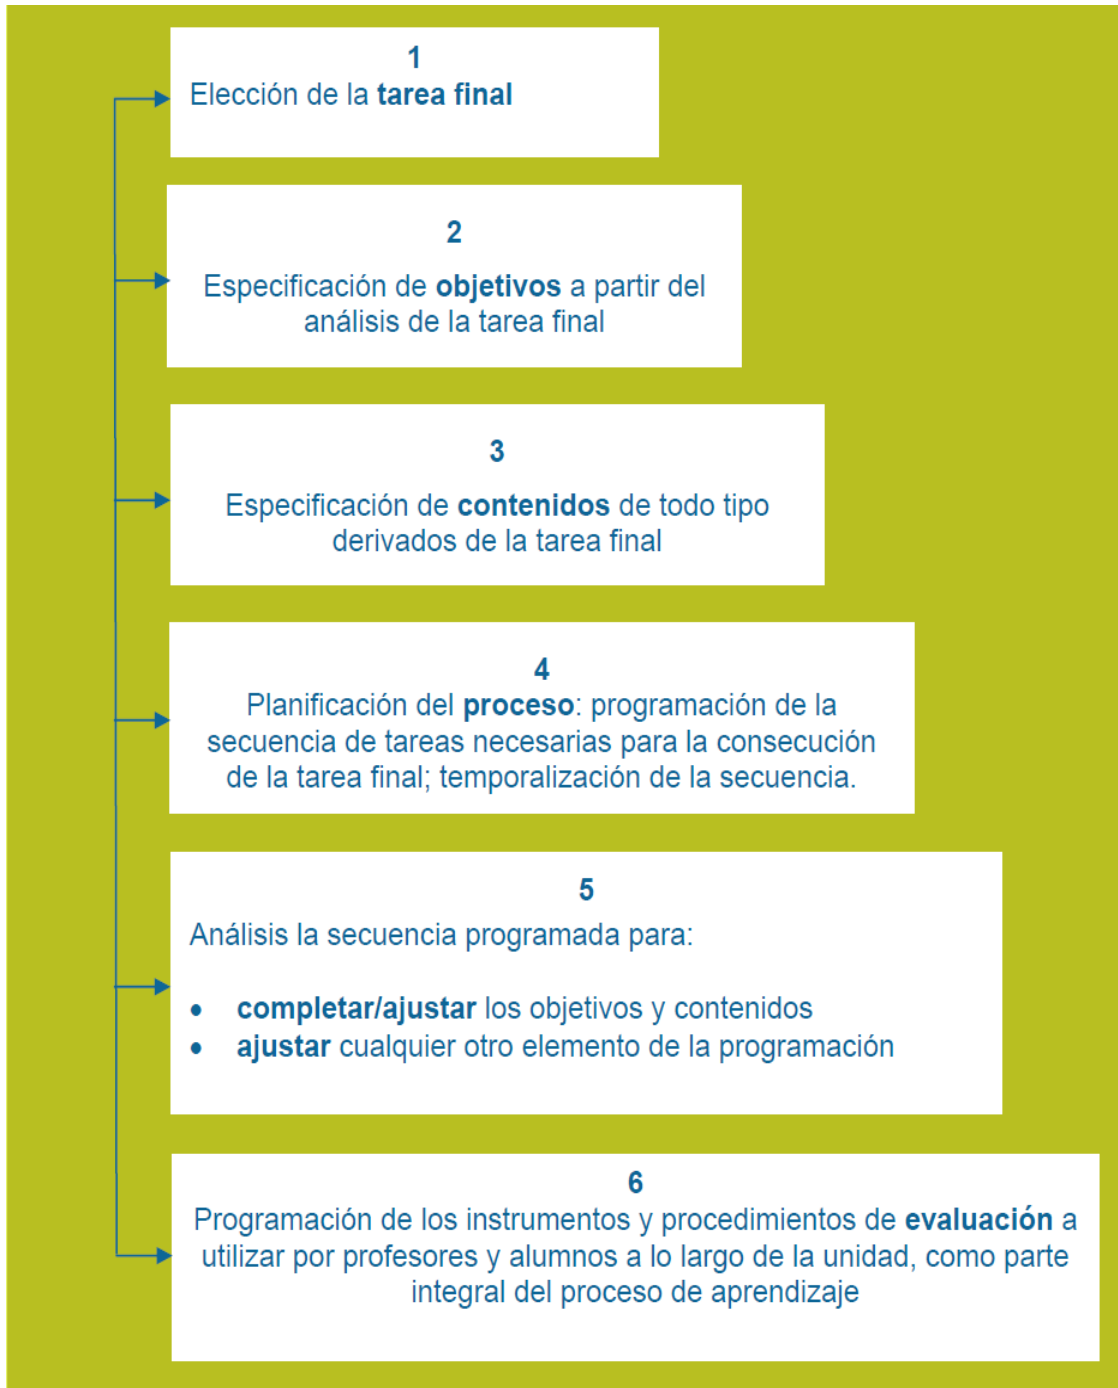 1
Elección de la tarea final
2
Especificación de objetivos a partir del
análisis de la tarea final
3
Especificación de contenidos de todo tipo
derivados de la tarea final
4
Planificación del proceso: programación de la
secuencia de tareas necesarias para la consecución
de la tarea final; temporalización de la secuencia.
5
Análisis la secuencia programada para:
• completar/ajustar los objetivos y contenidos
• ajustar cualquier otro elemento de la programación
6
Programación de los instrumentos y procedimientos de evaluación a
utilizar por profesores y alumnos a lo largo de la unidad, como parte
integral del proceso de aprendizaje